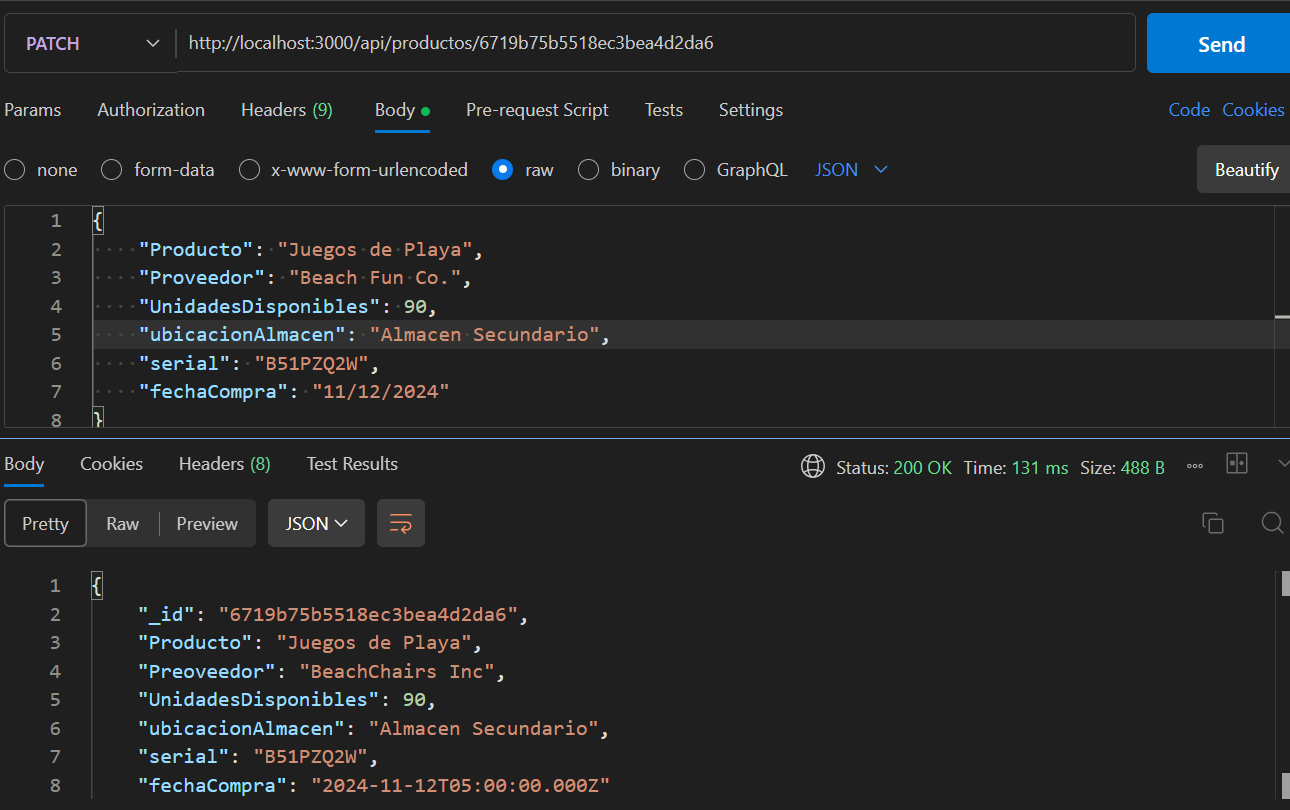 PATCH http://localhost:3000/api/productos/6719b75b5518ec3bea4d2da6 Send
Params Authorization Headers (9) Body Pre-request Script Tests Settings Code Cookies
none form-data x-www-form-urlencoded raw binary GraphQL JSON Beautify
1 {
2 "Producto": "Juegos de Playa",
3 "Proveedor": "Beach Fun Co.",
4 "UnidadesDisponibles": 90,
5 "ubicacionAlmacen": "Almacen Secundario",
6 "serial": "B51PZQ2W",
7 "fechaCompra": "11/12/2024"
8 }
Body Cookies Headers (8) Test Results Status: 200 OK Time: 131 ms Size: 488 B
Pretty Raw Preview JSON
1 {
2 "_id": "6719b75b5518ec3bea4d2da6",
3 "Producto": "Juegos de Playa",
4 "Preoveedor": "BeachChairs Inc",
5 "UnidadesDisponibles": 90,
6 "ubicacionAlmacen": "Almacen Secundario",
7 "serial": "B51PZQ2W",
8 "fechaCompra": "2024-11-12T05:00:00.000Z"